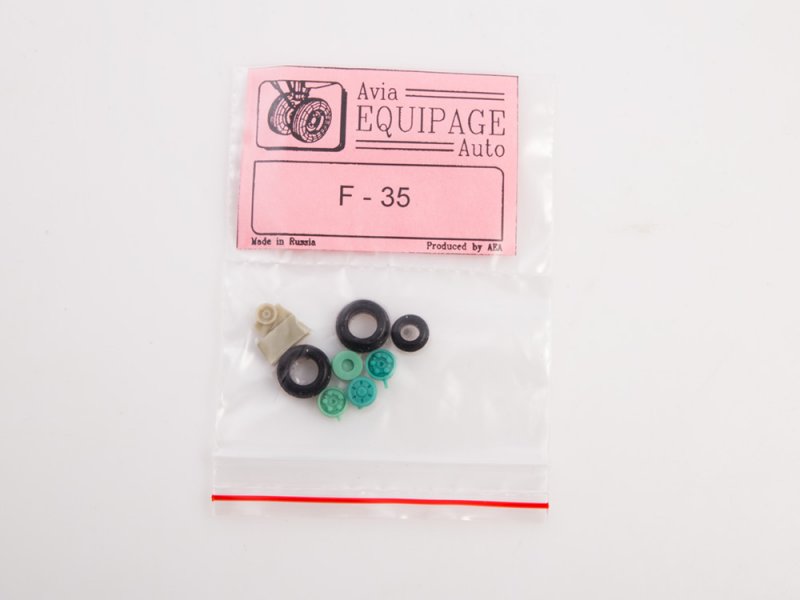 Avia
EQUIPAGE
Auto
F - 35
Made in Russia
Produced by AEA